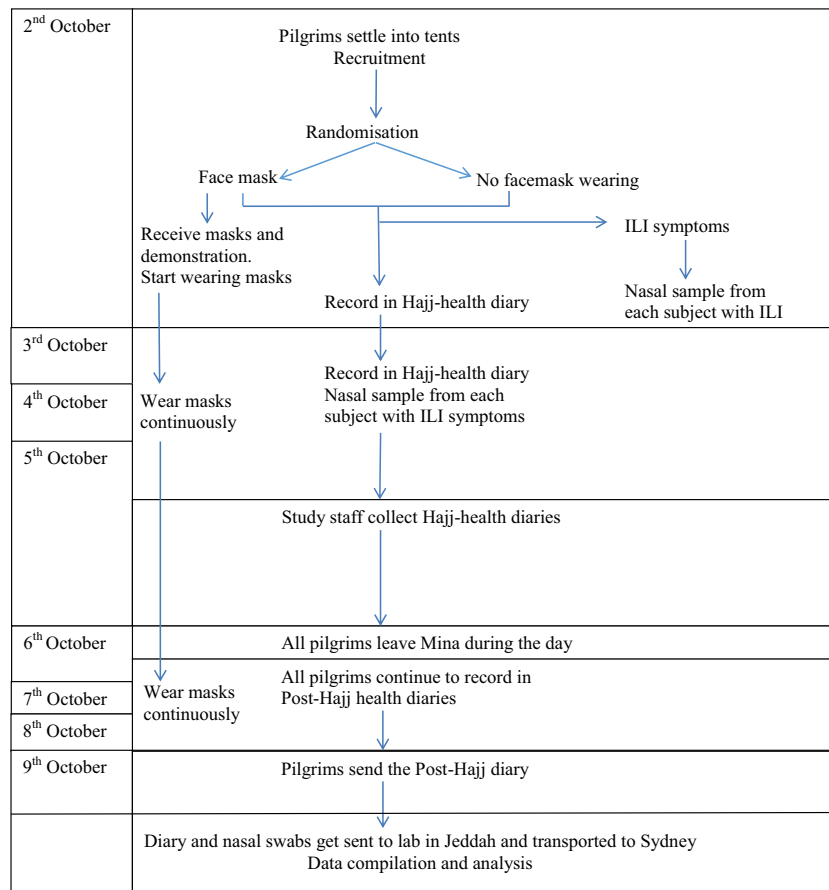 2nd October
Pilgrims settle into tents
Recruitment
Randomisation
Face mask
No facemask wearing
Receive masks and
demonstration.
Start wearing masks
ILI symptoms
Nasal sample from
each subject with ILI
Record in Hajj-health diary
3rd October
Record in Hajj-health diary
Nasal sample from each
subject with ILI symptoms
4th October
Wear masks
continuously
5th October
Study staff collect Hajj-health diaries
6th October
All pilgrims leave Mina during the day
All pilgrims continue to record in
Post-Hajj health diaries
7th October
Wear masks
continuously
8th October
9th October
Pilgrims send the Post-Hajj diary
Diary and nasal swabs get sent to lab in Jeddah and transported to Sydney
Data compilation and analysis